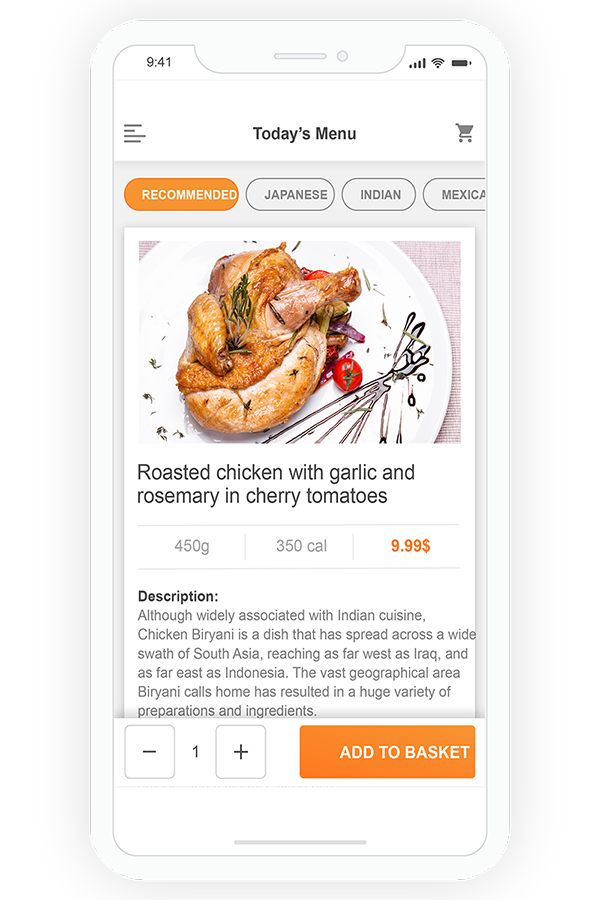 9:41
Today’s Menu
RECOMMENDED JAPANESE INDIAN MEXICA
Roasted chicken with garlic and
rosemary in cherry tomatoes
450g 350 cal 9.99$
Description:
Although widely associated with Indian cuisine,
Chicken Biryani is a dish that has spread across a wide
swath of South Asia, reaching as far west as Iraq, and
as far east as Indonesia. The vast geographical area
Biryani calls home has resulted in a huge variety of
preparations and ingredients.
− 1 + ADD TO BASKET